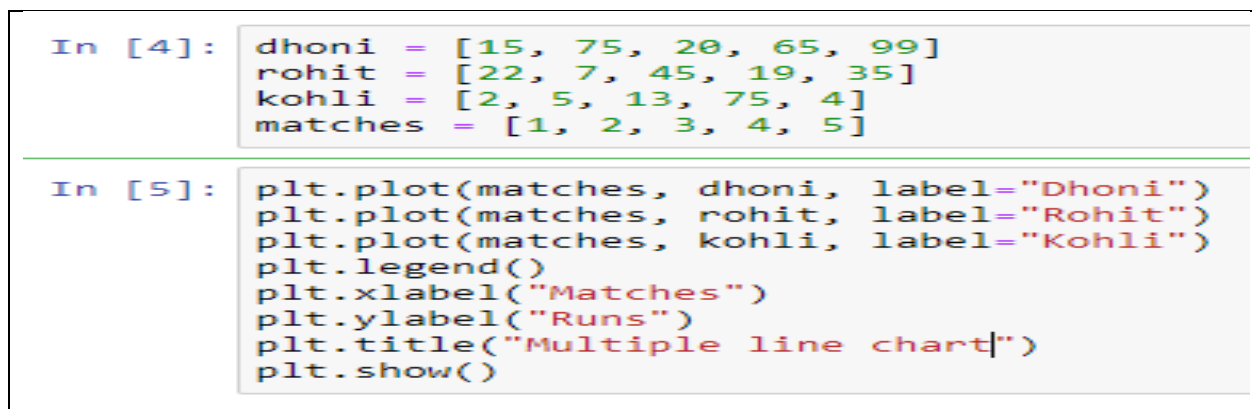 In [4]: dhoni = [15, 75, 20, 65, 99]
rohit = [22, 7, 45, 19, 35]
kohli = [2, 5, 13, 75, 4]
matches = [1, 2, 3, 4, 5]
In [5]: plt.plot(matches, dhoni, label="Dhoni")
plt.plot(matches, rohit, label="Rohit")
plt.plot(matches, kohli, label="Kohli")
plt.legend()
plt.xlabel("Matches")
plt.ylabel("Runs")
plt.title("Multiple line chart")
plt.show()